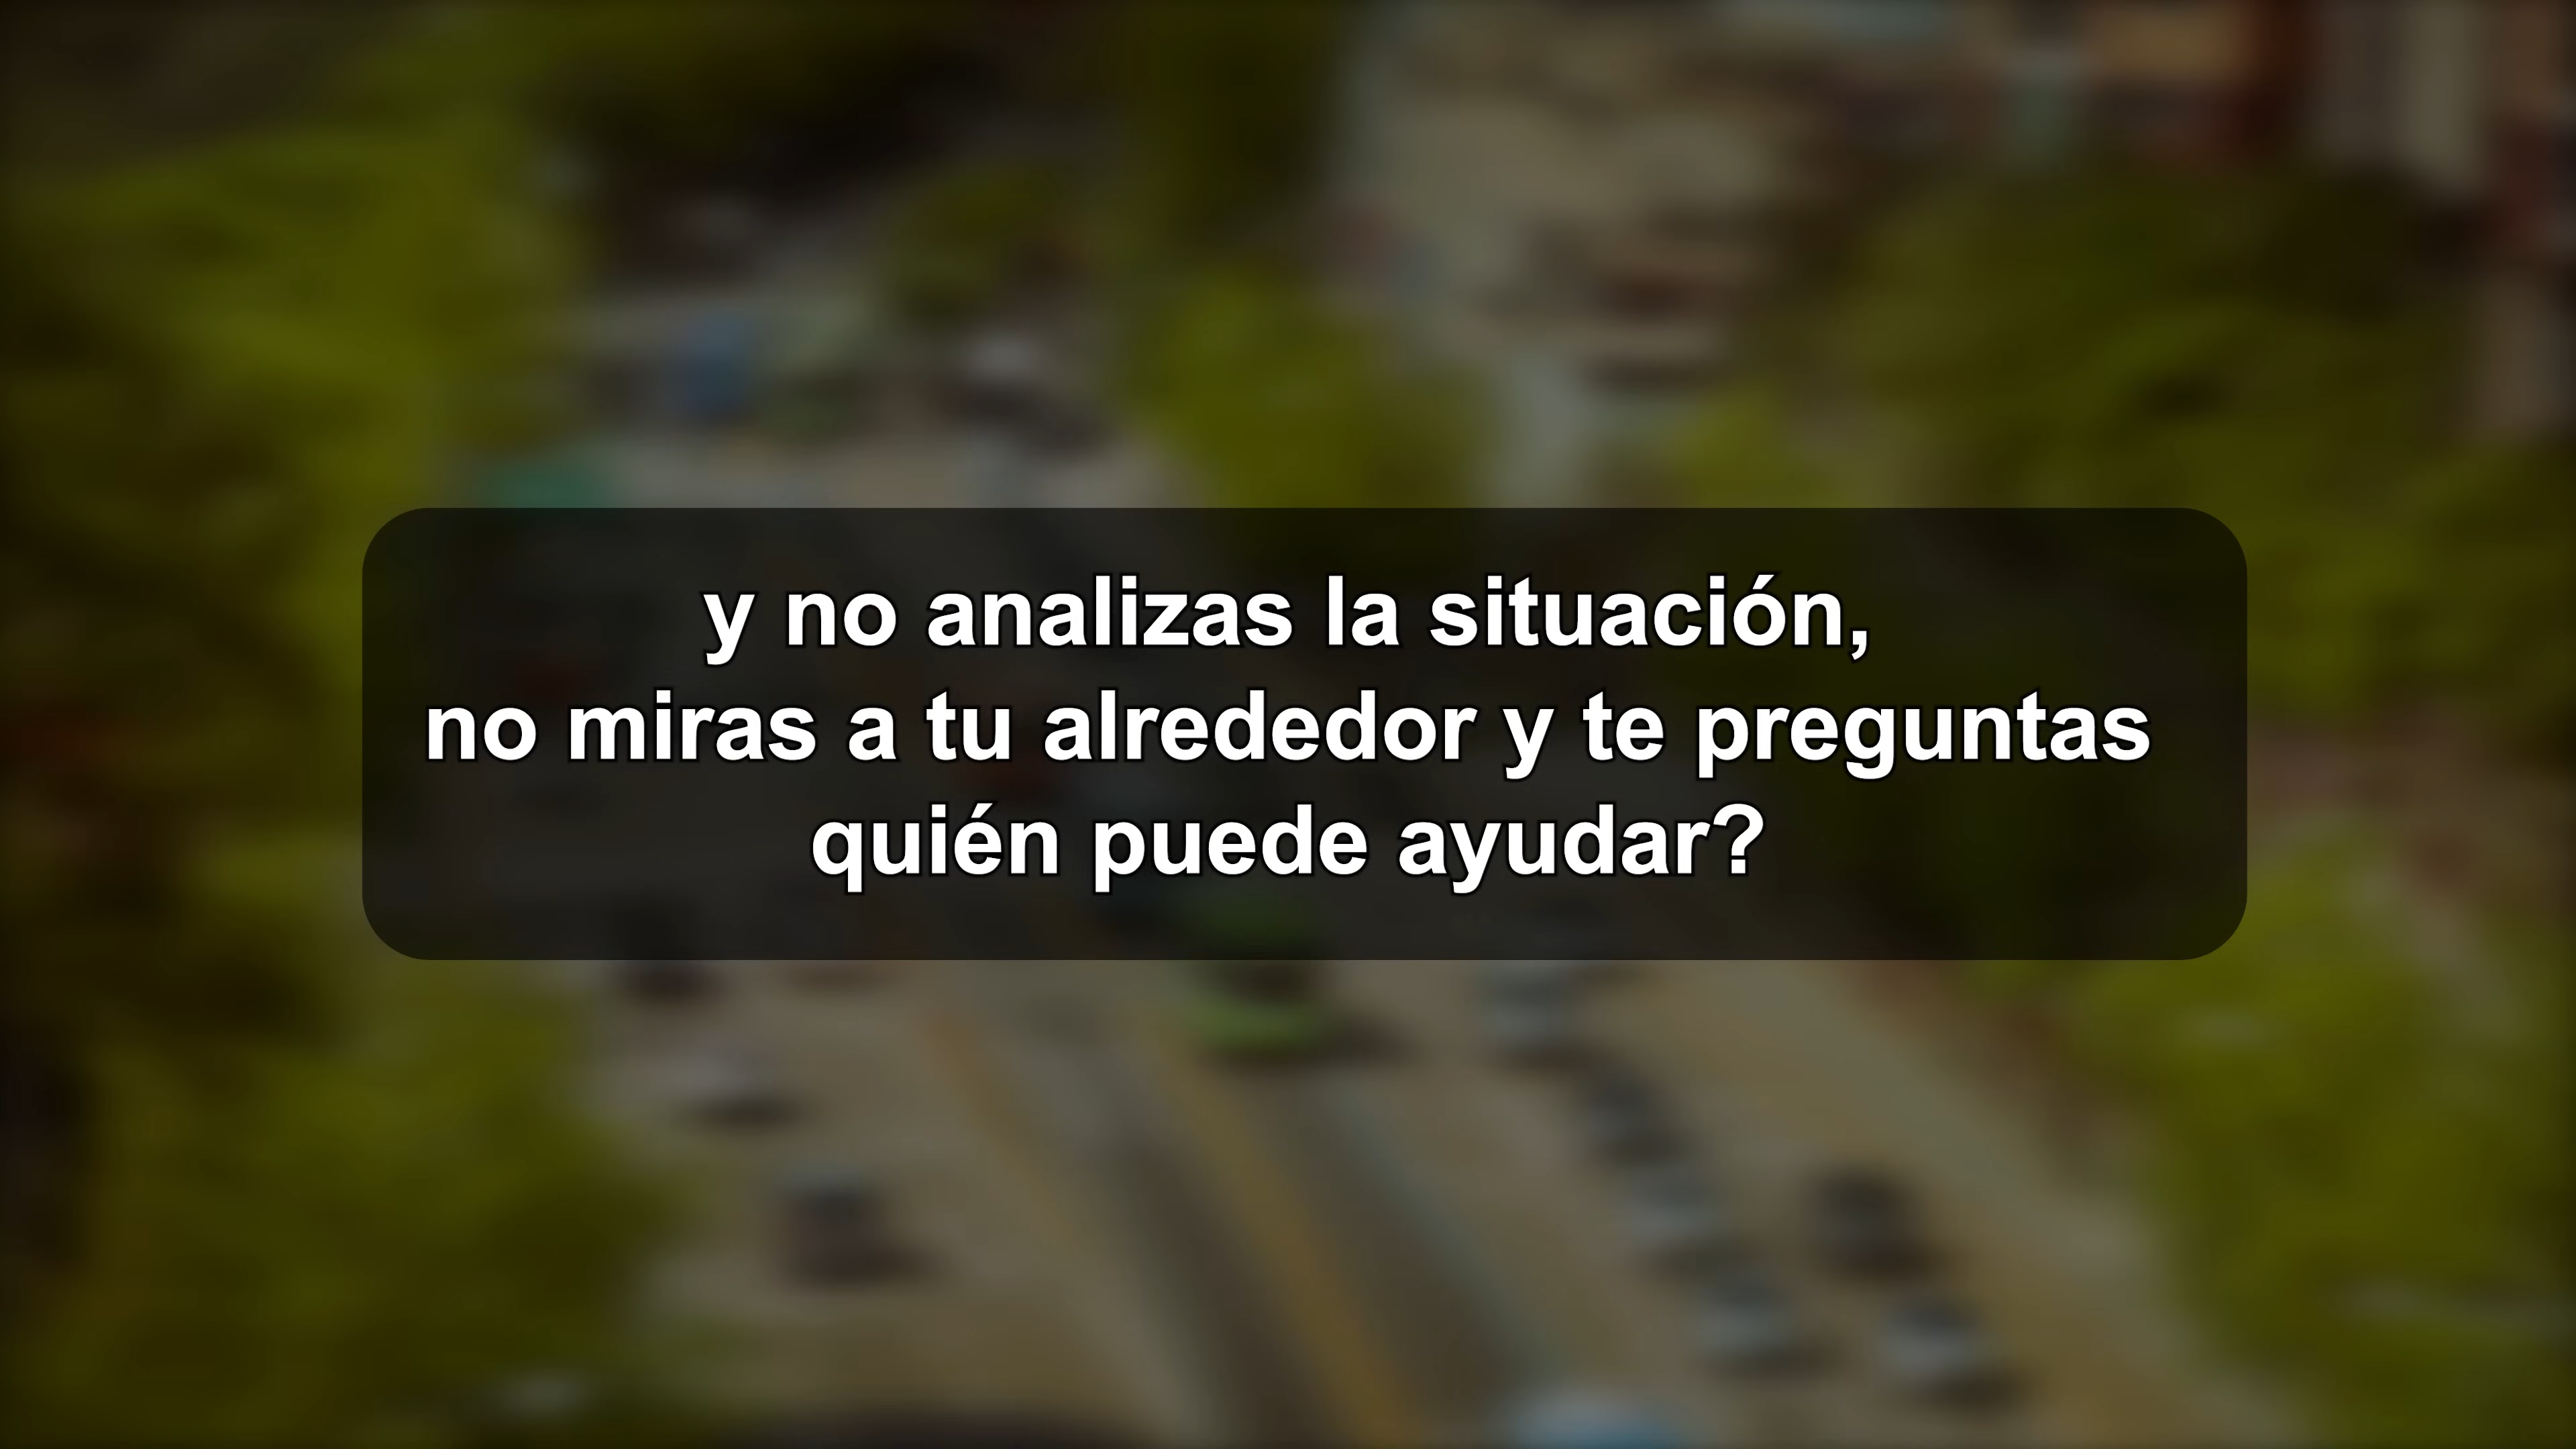 y no analizas la situación,
no miras a tu alrededor y te preguntas
quién puede ayudar?